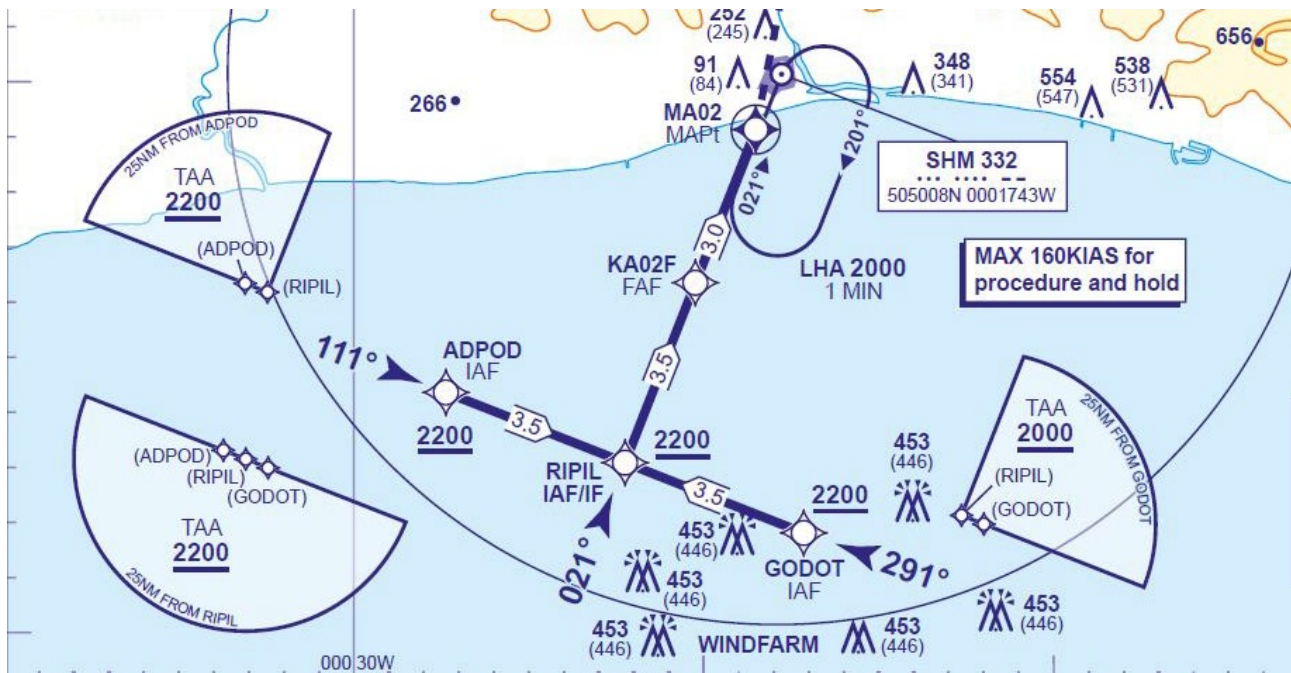 252
(245)
91
(84)
266
348
(341)
554
(547)
538
(531)
656
MA02
MAPt
021°
201°
SHM 332
... .... --
505008N 0001743W
25NM FROM ADPOD
TAA
2200
(ADPOD)
(RIPIL)
3.0
KA02F
FAF
LHA 2000
1 MIN
MAX 160KIAS for
procedure and hold
111°
ADPOD
IAF
2200
3.5
3.5
RIPIL
IAF/IF
2200
3.5
2200
GODOT
IAF
021°
291°
(ADPOD)
(RIPIL)
(GODOT)
TAA
2200
25NM FROM RIPIL
TAA
2000
25NM FROM GODOT
(RIPIL)
(GODOT)
453
(446)
453
(446)
453
(446)
453
(446)
WINDFARM
453
(446)
453
(446)
000 30W